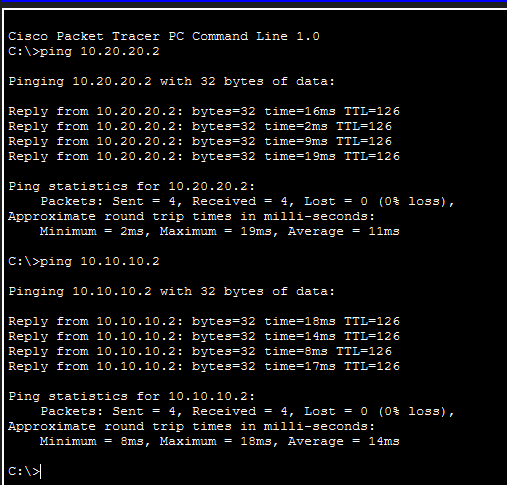 Cisco Packet Tracer PC Command Line 1.0
C:\>ping 10.20.20.2
Pinging 10.20.20.2 with 32 bytes of data:
Reply from 10.20.20.2: bytes=32 time=16ms TTL=126
Reply from 10.20.20.2: bytes=32 time=2ms TTL=126
Reply from 10.20.20.2: bytes=32 time=9ms TTL=126
Reply from 10.20.20.2: bytes=32 time=19ms TTL=126
Ping statistics for 10.20.20.2:
Packets: Sent = 4, Received = 4, Lost = 0 (0% loss),
Approximate round trip times in milli-seconds:
Minimum = 2ms, Maximum = 19ms, Average = 11ms
C:\>ping 10.10.10.2
Pinging 10.10.10.2 with 32 bytes of data:
Reply from 10.10.10.2: bytes=32 time=18ms TTL=126
Reply from 10.10.10.2: bytes=32 time=14ms TTL=126
Reply from 10.10.10.2: bytes=32 time=8ms TTL=126
Reply from 10.10.10.2: bytes=32 time=17ms TTL=126
Ping statistics for 10.10.10.2:
Packets: Sent = 4, Received = 4, Lost = 0 (0% loss),
Approximate round trip times in milli-seconds:
Minimum = 8ms, Maximum = 18ms, Average = 14ms
C:\>